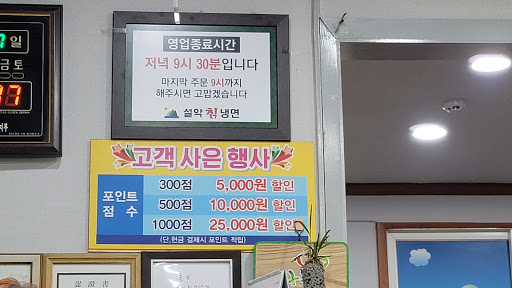 영업종료시간
저녁 9시 30분입니다
마지막 주문 9시까지
해주시면 고맙겠습니다
설악칡냉면
고객 사은 행사
포인트 점수
300점 5,000원 할인
500점 10,000원 할인
1000점 25,000원 할인
(단,현금 결제시 포인트 적립)
일
금 토
認證書